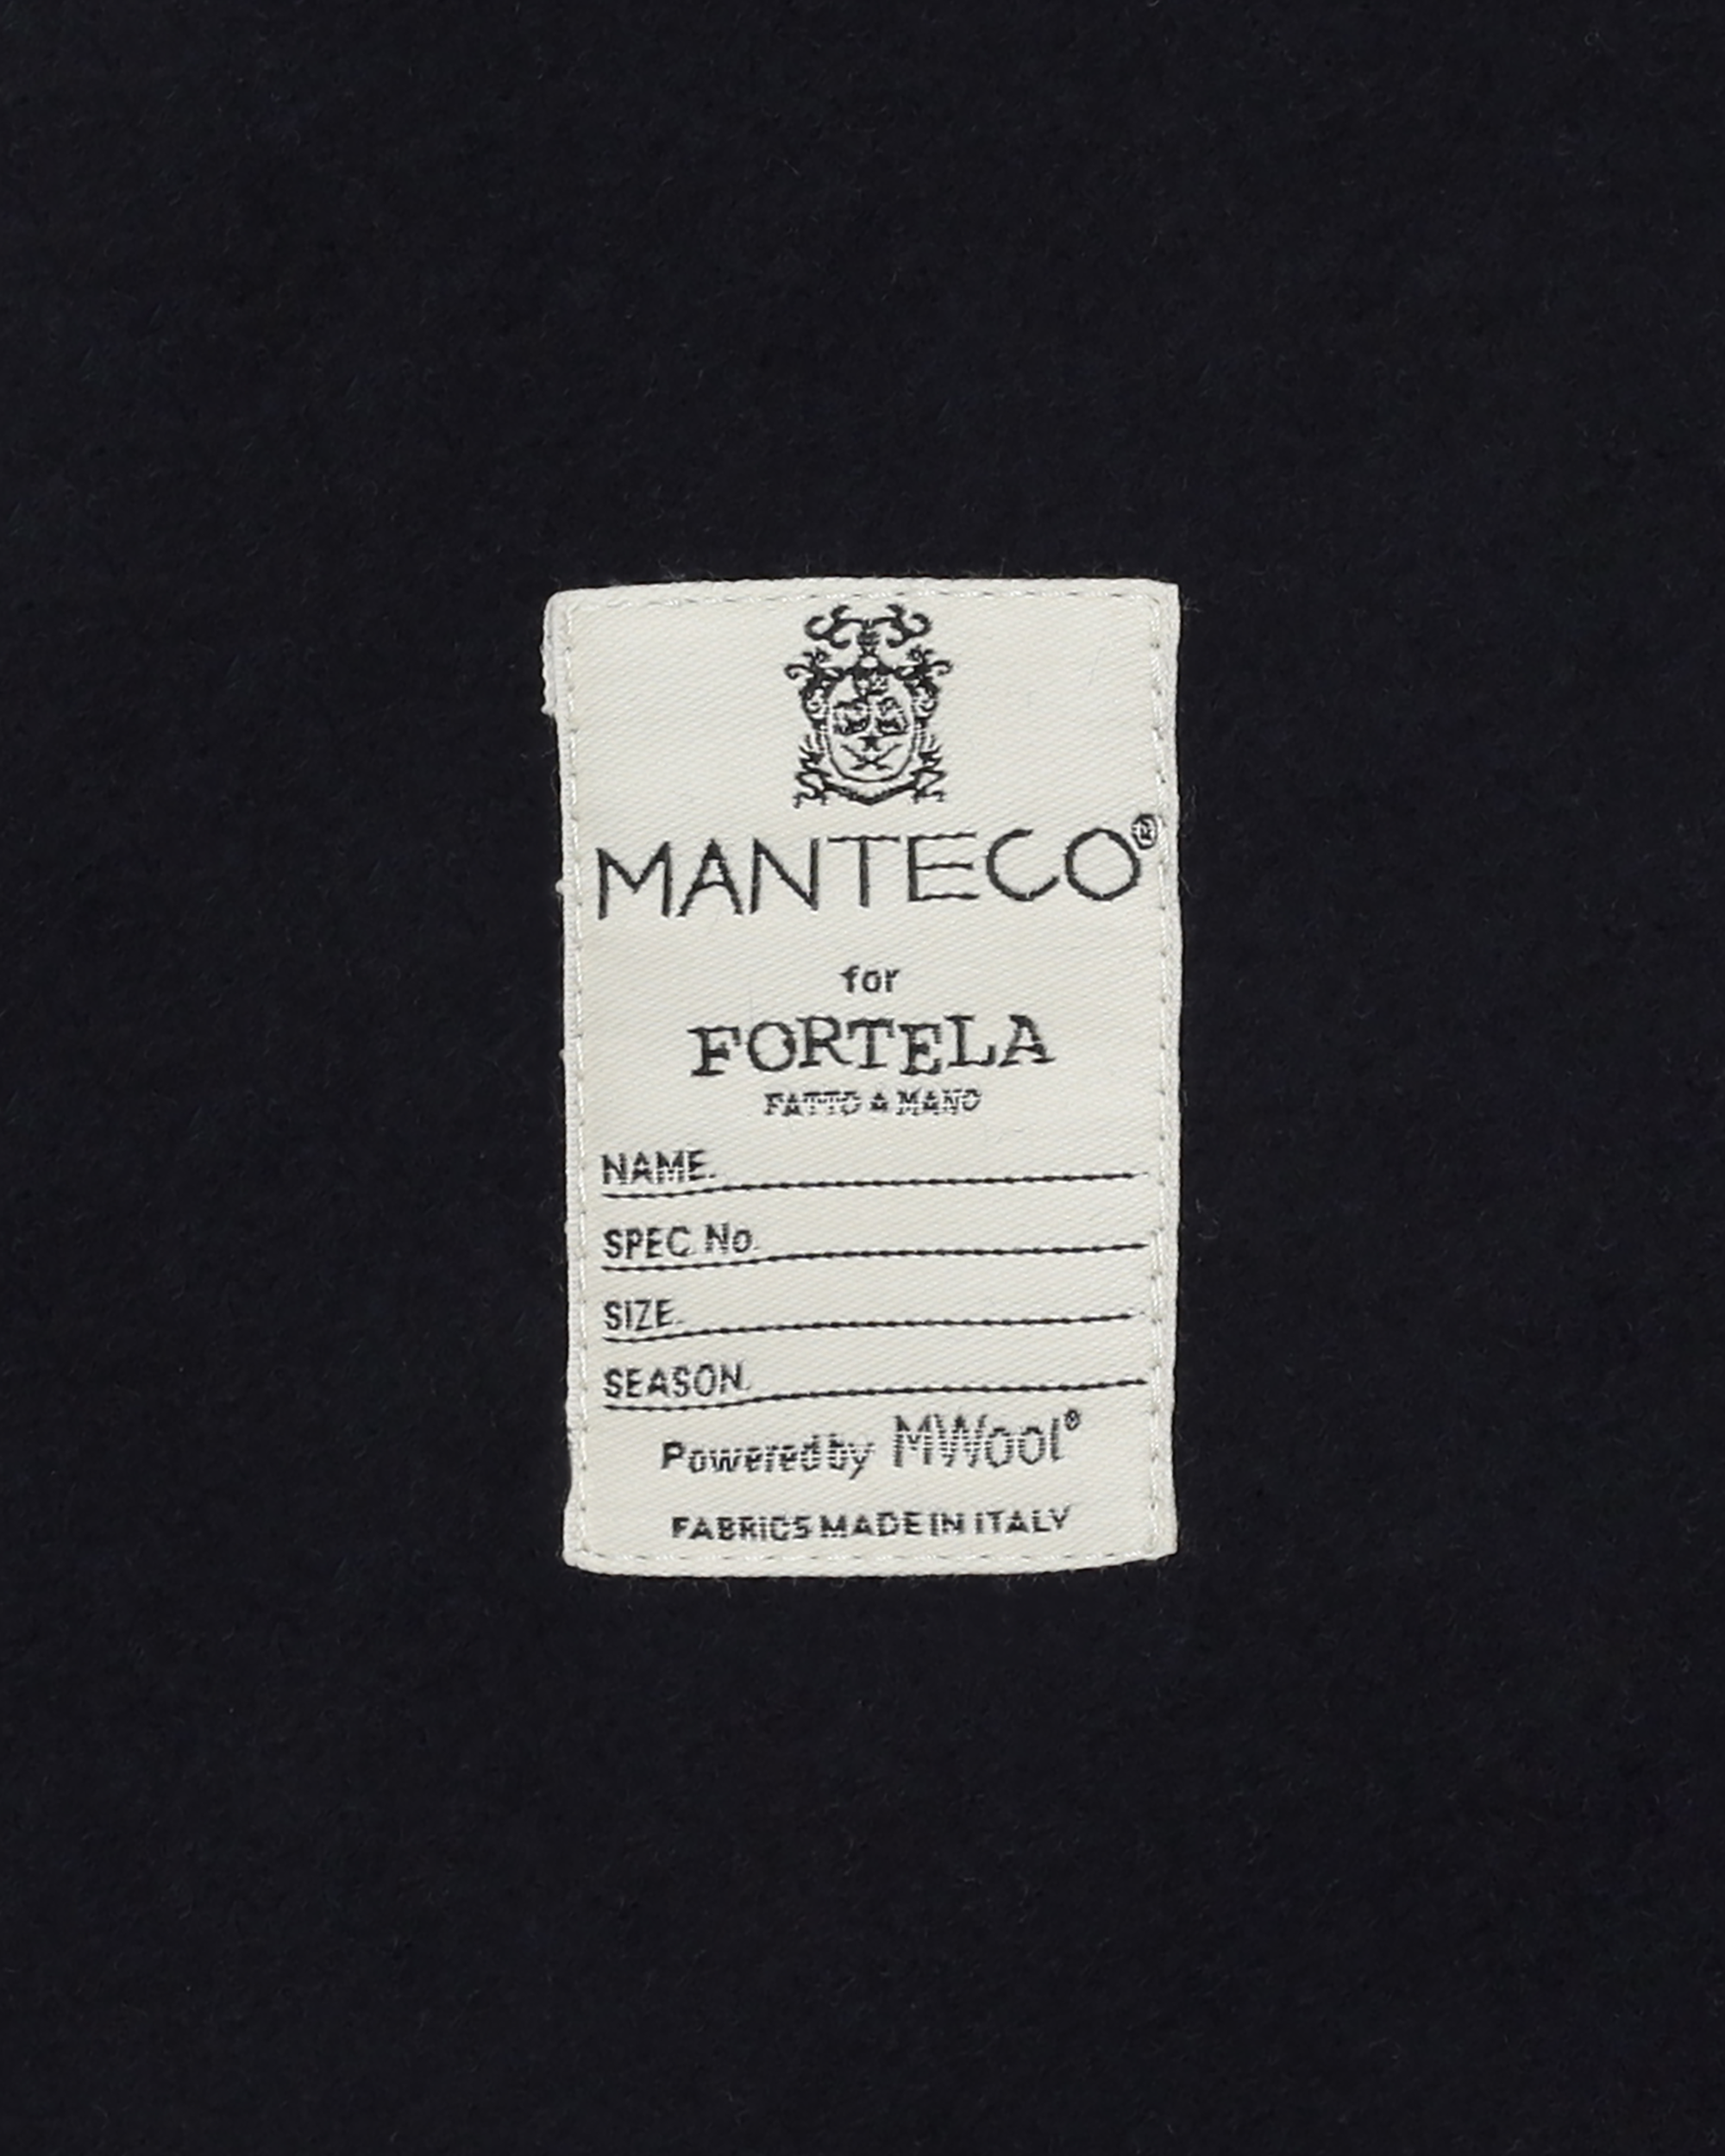 MANTECO®
for
FORTELA
FATTO A MANO
NAME.
SPEC. No.
SIZE.
SEASON.
Powered by MWool®
FABRICS MADE IN ITALY